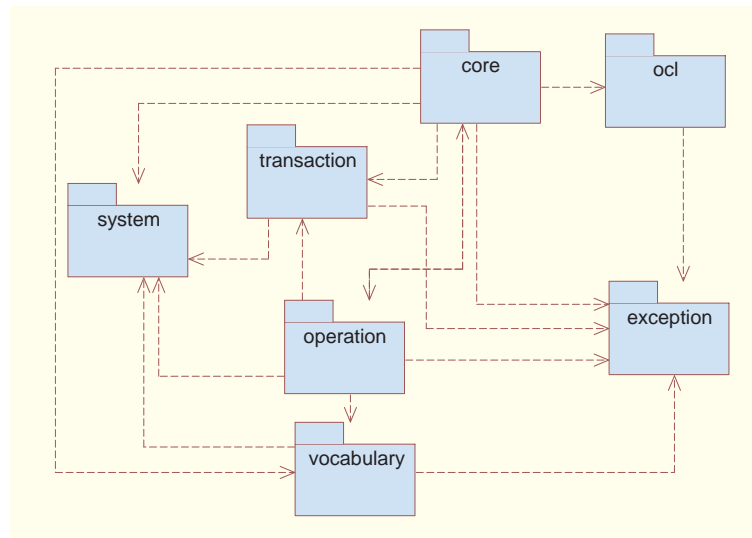 core
ocl
transaction
system
exception
operation
vocabulary